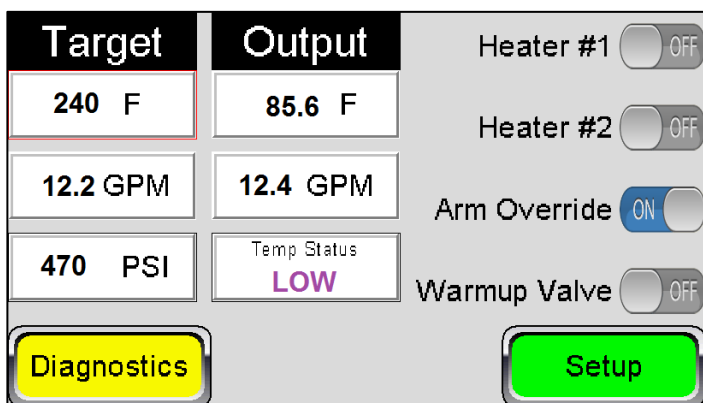 Target Output Heater #1 OFF
240 F 85.6 F
Heater #2 OFF
12.2 GPM 12.4 GPM
Arm Override ON
470 PSI Temp Status
LOW
Warmup Valve OFF
Diagnostics Setup